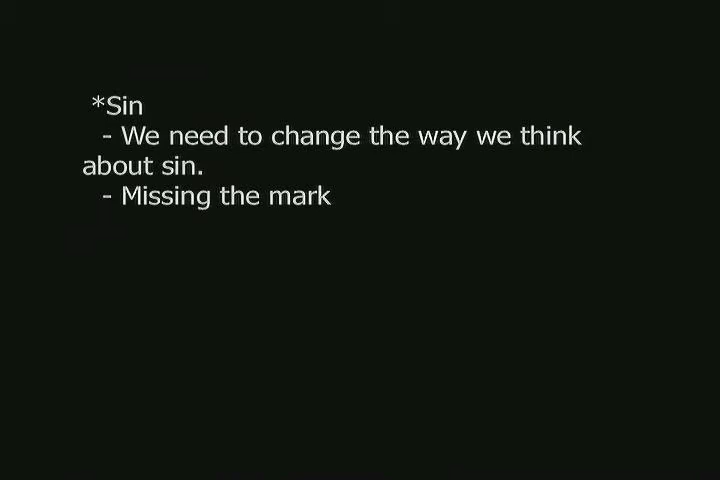 *Sin
- We need to change the way we think
about sin.
- Missing the mark